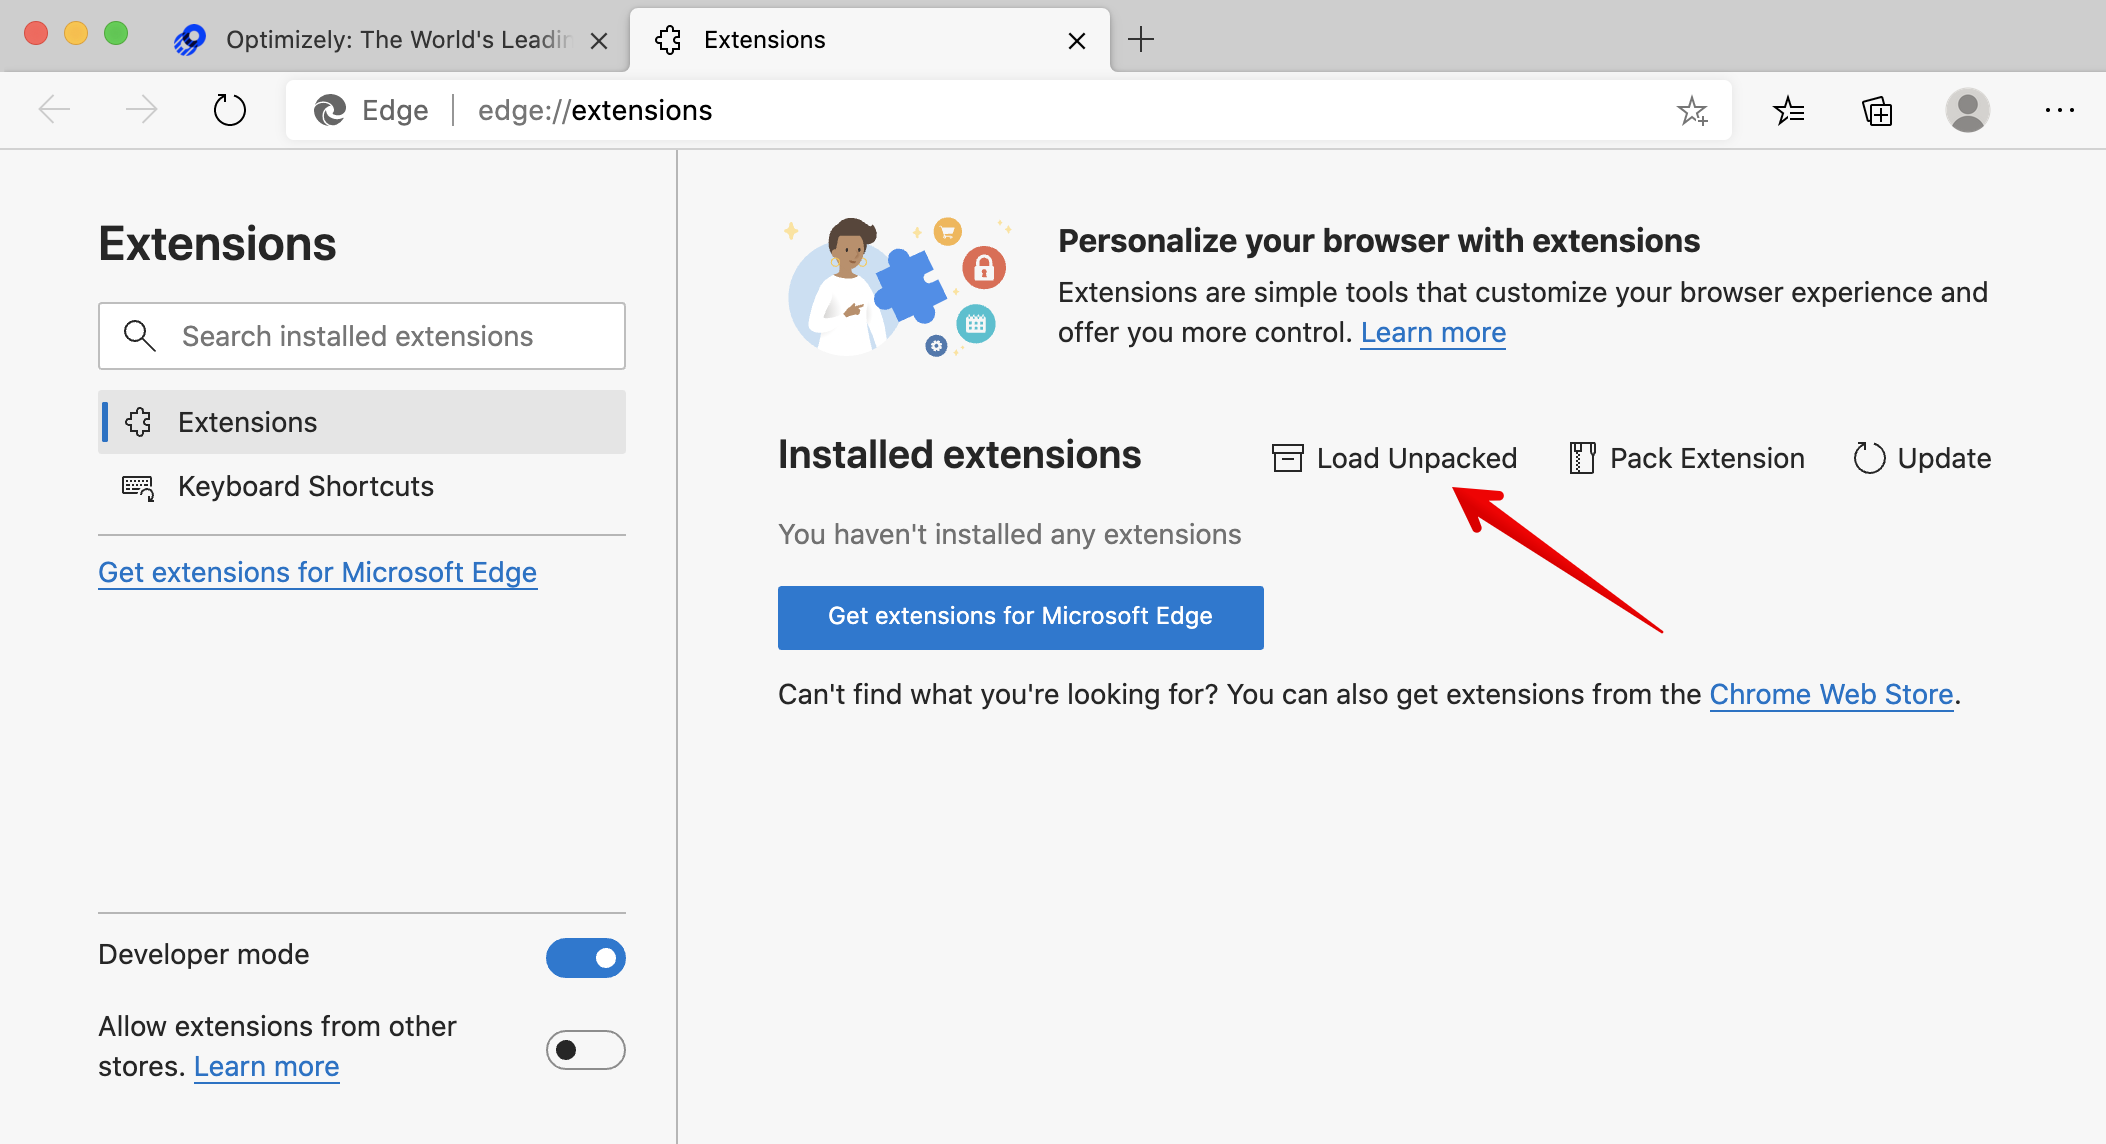 Optimizely: The World's Leadin
Extensions
Edge
edge://extensions
Extensions
Search installed extensions
Extensions
Keyboard Shortcuts
Get extensions for Microsoft Edge
Developer mode
Allow extensions from other
stores. Learn more
Personalize your browser with extensions
Extensions are simple tools that customize your browser experience and
offer you more control. Learn more
Installed extensions
Load Unpacked
Pack Extension
Update
You haven't installed any extensions
Get extensions for Microsoft Edge
Can't find what you're looking for? You can also get extensions from the Chrome Web Store.